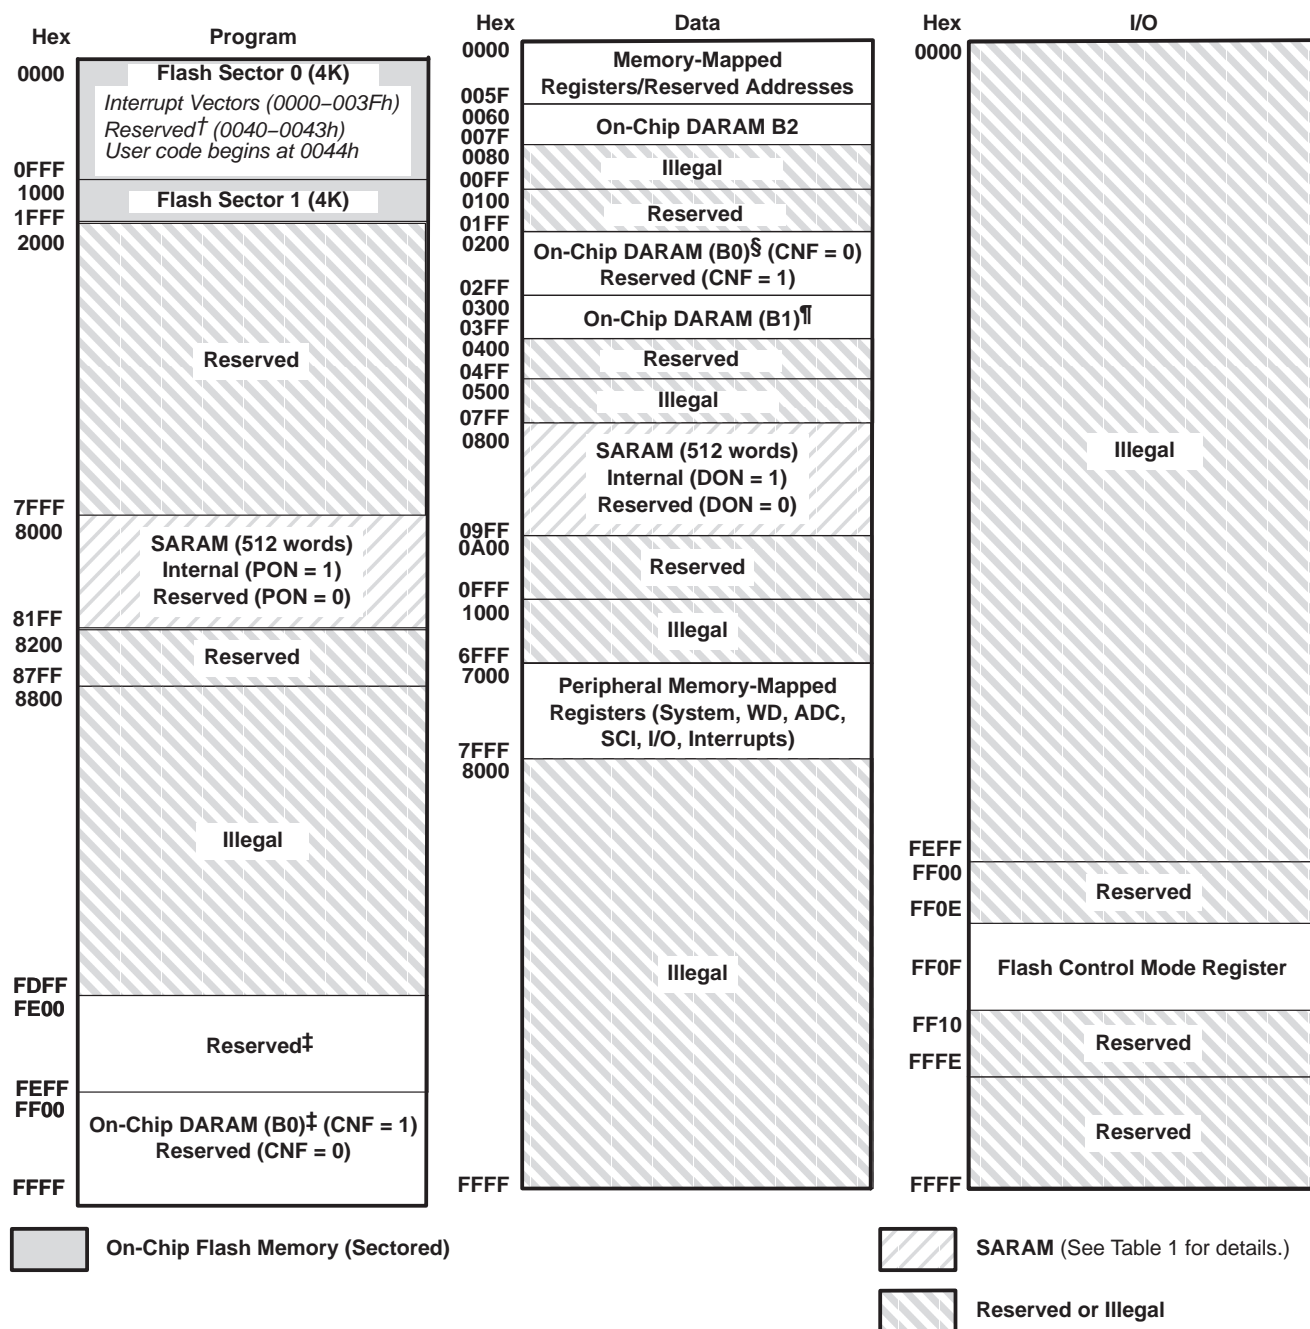 Hex Program
0000
Flash Sector 0 (4K)
Interrupt Vectors (0000–003Fh)
Reserved† (0040–0043h)
User code begins at 0044h
0FFF
1000
Flash Sector 1 (4K)
1FFF
2000
Reserved
7FFF
8000
SARAM (512 words)
Internal (PON = 1)
Reserved (PON = 0)
81FF
8200
Reserved
87FF
8800
Illegal
FDFF
FE00
Reserved‡
FEFF
FF00
On-Chip DARAM (B0)‡ (CNF = 1)
Reserved (CNF = 0)
FFFF
Hex Data
0000
Memory-Mapped
Registers/Reserved Addresses
005F
0060
On-Chip DARAM B2
007F
0080
Illegal
00FF
0100
Reserved
01FF
0200
On-Chip DARAM (B0)§ (CNF = 0)
Reserved (CNF = 1)
02FF
0300
On-Chip DARAM (B1)¶
03FF
0400
Reserved
04FF
0500
Illegal
07FF
0800
SARAM (512 words)
Internal (DON = 1)
Reserved (DON = 0)
09FF
0A00
Reserved
0FFF
1000
Illegal
6FFF
7000
Peripheral Memory-Mapped
Registers (System, WD, ADC,
SCI, I/O, Interrupts)
7FFF
8000
Illegal
FFFF
Hex I/O
0000
Illegal
FEFF
FF00
Reserved
FF0E
FF0F Flash Control Mode Register
FF10
Reserved
FFFE
Reserved
FFFF
On-Chip Flash Memory (Sectored)
SARAM (See Table 1 for details.)
Reserved or Illegal